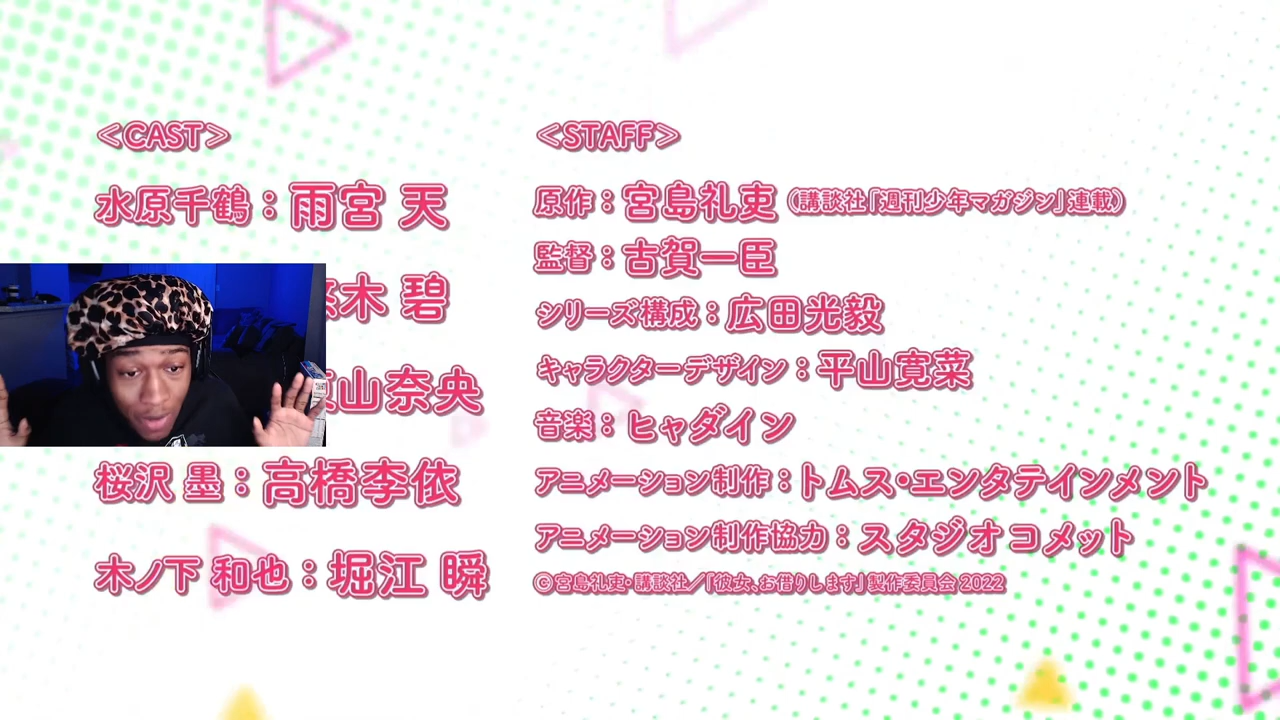 <CAST>
水原千鶴：雨宮 天
木 碧
山奈央
桜沢 墨：高橋李依
木ノ下 和也：堀江 瞬
<STAFF>
原作：宮島礼吏（講談社「週刊少年マガジン」連載）
監督：古賀一臣
シリーズ構成：広田光毅
キャラクターデザイン：平山寛菜
音楽：ヒャダイン
アニメーション制作：トムス・エンタテインメント
アニメーション制作協力：スタジオコメット
©宮島礼吏・講談社／「彼女、お借りします」製作委員会 2022